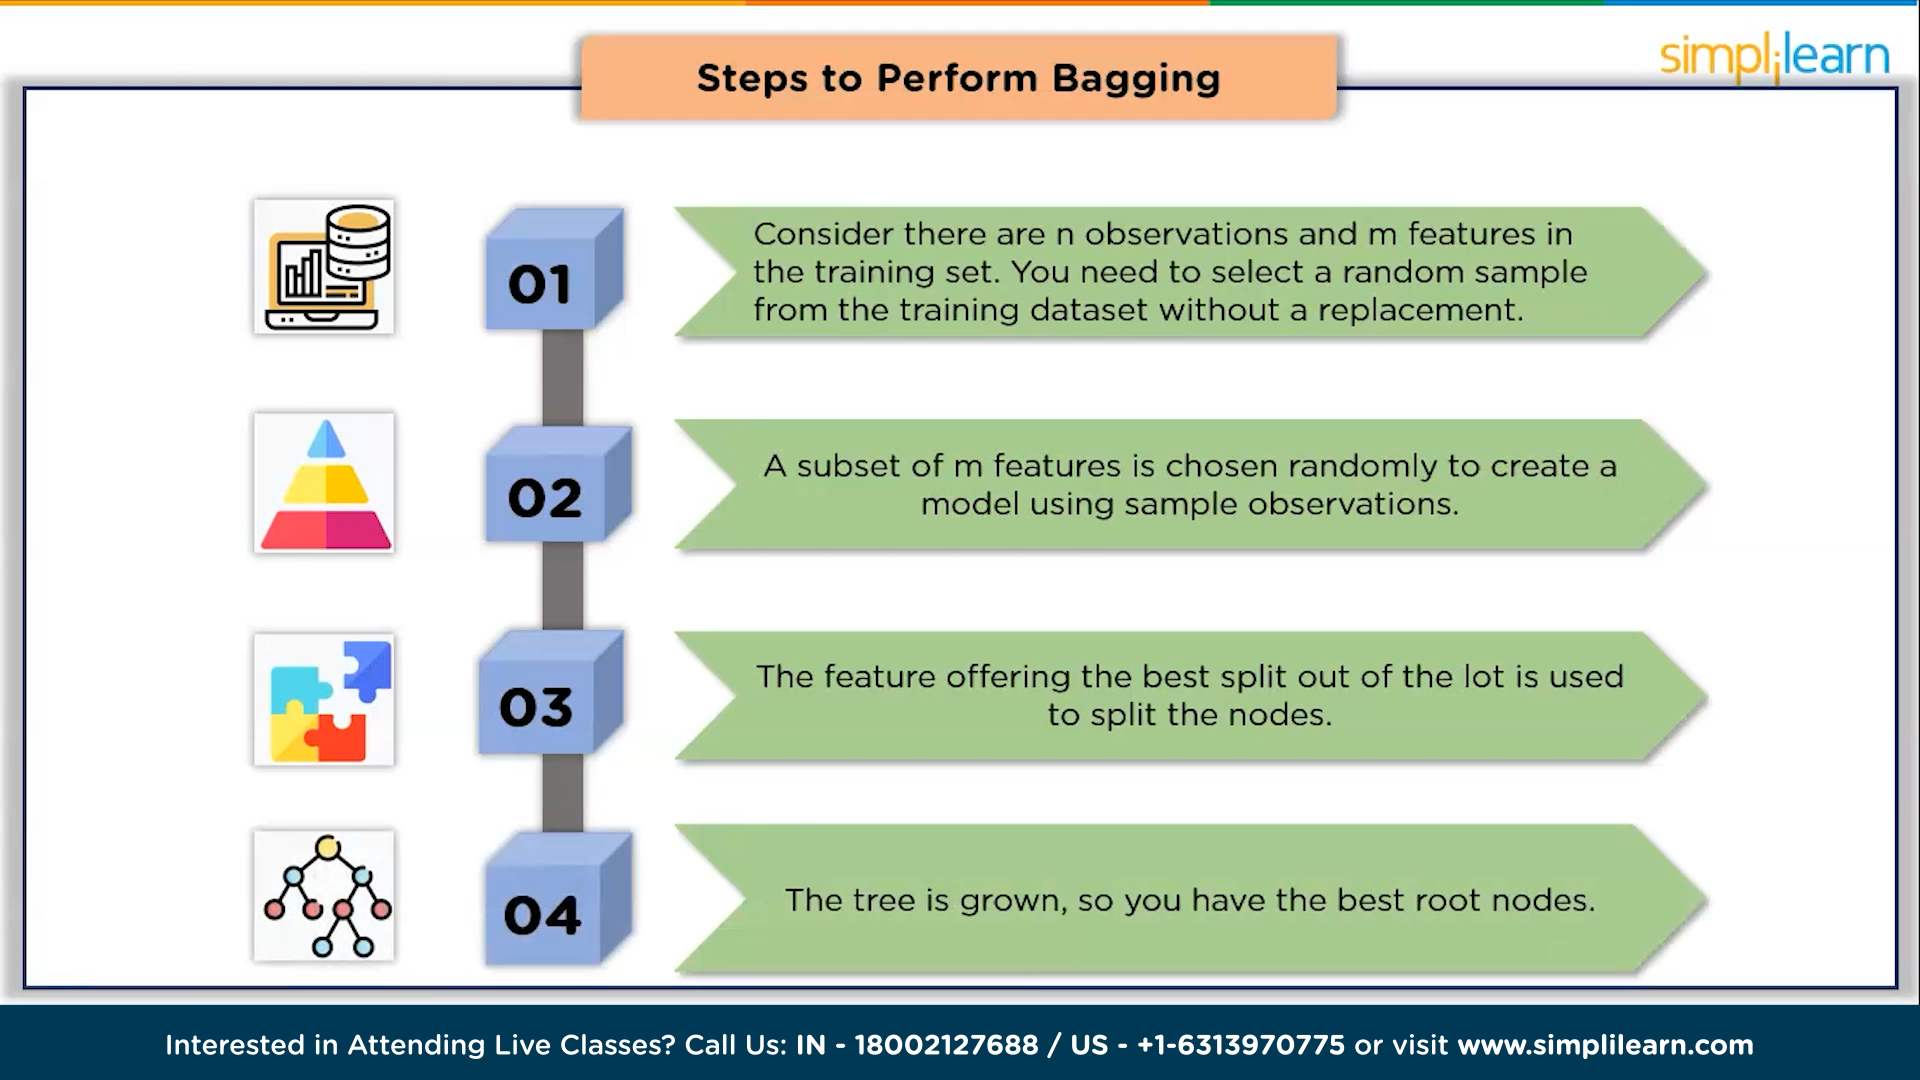 simplilearn
Steps to Perform Bagging
01
Consider there are n observations and m features in
the training set. You need to select a random sample
from the training dataset without a replacement.
02
A subset of m features is chosen randomly to create a
model using sample observations.
03
The feature offering the best split out of the lot is used
to split the nodes.
04
The tree is grown, so you have the best root nodes.
Interested in Attending Live Classes? Call Us: IN - 18002127688 / US - +1-6313970775 or visit www.simplilearn.com